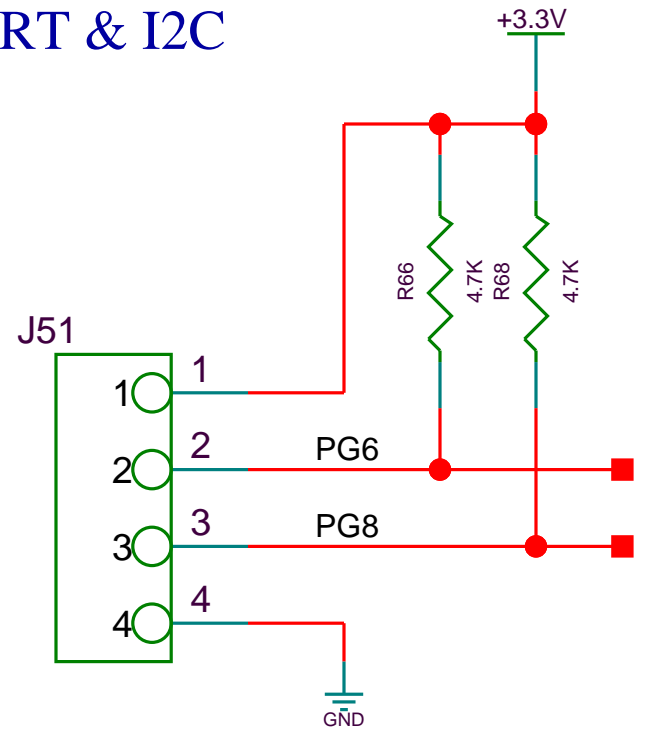 RT & I2C
+3.3V
R66
4.7K
R68
4.7K
J51
1 1
2 2 PG6
3 3 PG8
4 4
GND